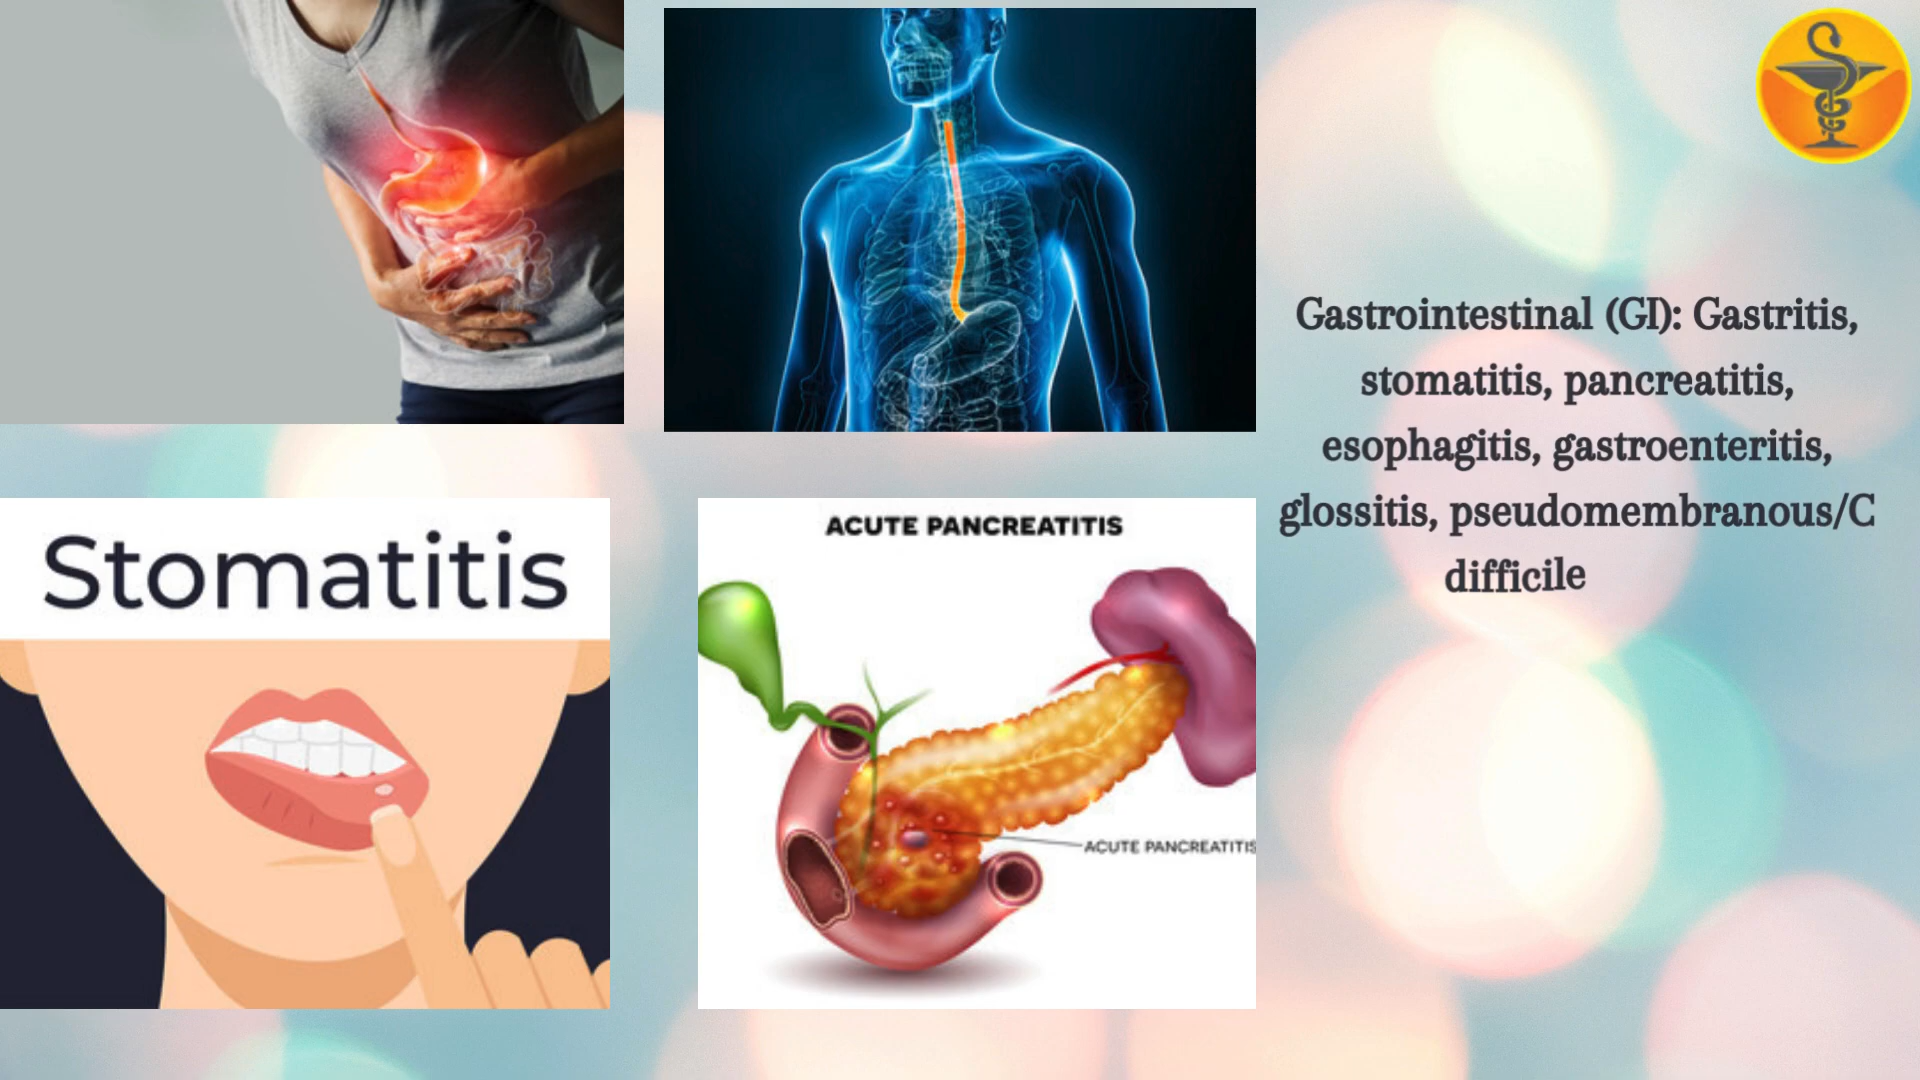 Gastrointestinal (GI): Gastritis,
stomatitis, pancreatitis,
esophagitis, gastroenteritis,
glossitis, pseudomembranous/C
difficile
Stomatitis
ACUTE PANCREATITIS
ACUTE PANCREATITIS